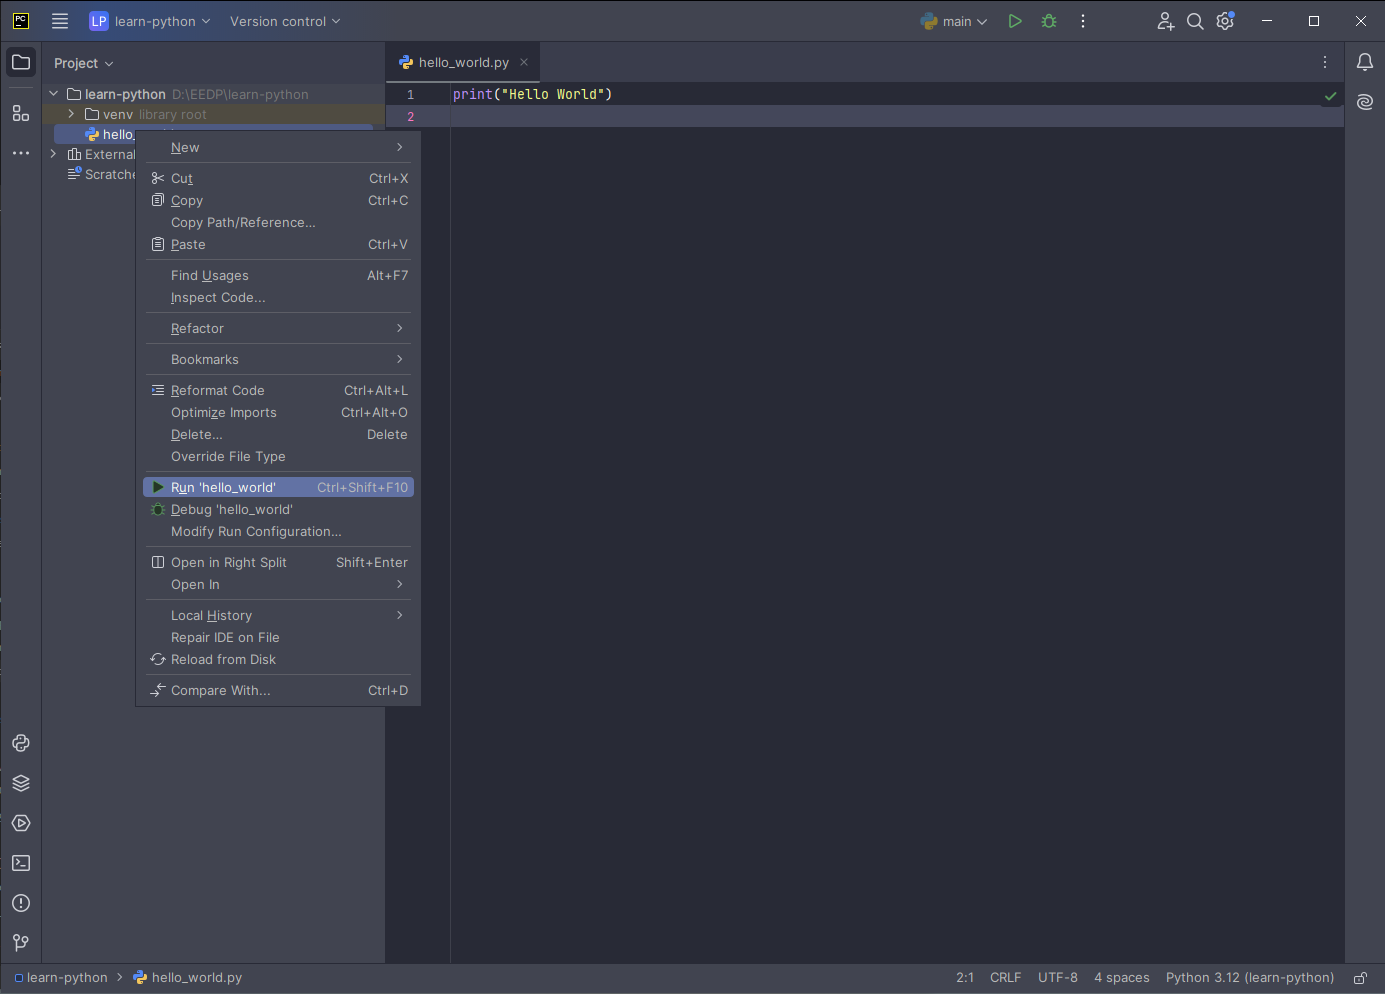 PC LP learn-python Version control main
Project
hello_world.py
learn-python D:\EEDP\learn-python
venv library root
hello_
External
Scratche
1 print("Hello World")
2
New
Cut Ctrl+X
Copy Ctrl+C
Copy Path/Reference...
Paste Ctrl+V
Find Usages Alt+F7
Inspect Code...
Refactor
Bookmarks
Reformat Code Ctrl+Alt+L
Optimize Imports Ctrl+Alt+O
Delete... Delete
Override File Type
Run 'hello_world' Ctrl+Shift+F10
Debug 'hello_world'
Modify Run Configuration...
Open in Right Split Shift+Enter
Open In
Local History
Repair IDE on File
Reload from Disk
Compare With... Ctrl+D
learn-python hello_world.py 2:1 CRLF UTF-8 4 spaces Python 3.12 (learn-python)